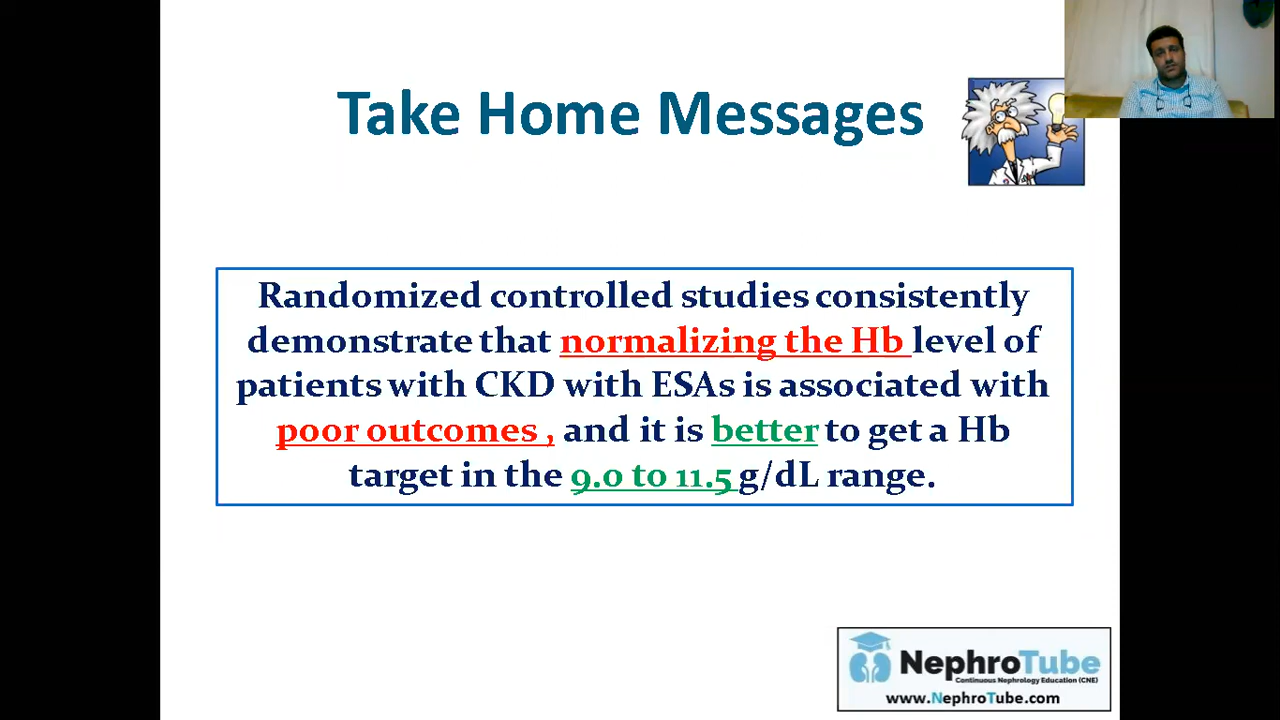 Take Home Messages
Randomized controlled studies consistently
demonstrate that normalizing the Hb level of
patients with CKD with ESAs is associated with
poor outcomes , and it is better to get a Hb
target in the 9.0 to 11.5 g/dL range.
NephroTube
Continuous Nephrology Education (CNE)
www.NephroTube.com